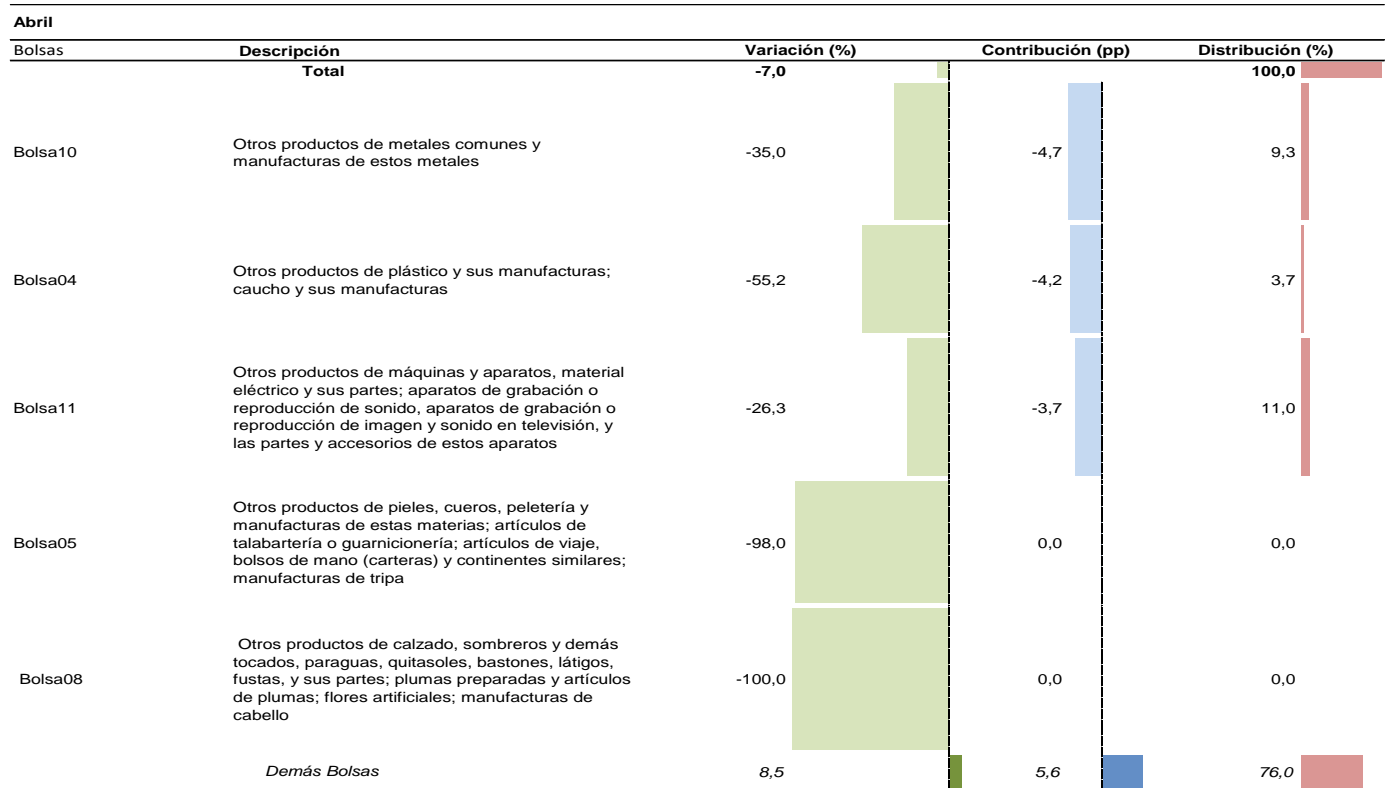 Abril
Bolsas Descripción Variación (%) Contribución (pp) Distribución (%)
Total -7,0 100,0
Bolsa10 Otros productos de metales comunes y
manufacturas de estos metales -35,0 -4,7 9,3
Bolsa04 Otros productos de plástico y sus manufacturas;
caucho y sus manufacturas -55,2 -4,2 3,7
Otros productos de máquinas y aparatos, material
eléctrico y sus partes; aparatos de grabación o
Bolsa11 reproducción de sonido, aparatos de grabación o -26,3 -3,7 11,0
reproducción de imagen y sonido en televisión, y
las partes y accesorios de estos aparatos
Otros productos de pieles, cueros, peletería y
manufacturas de estas materias; artículos de
Bolsa05 talabartería o guarnicionería; artículos de viaje, -98,0 0,0 0,0
bolsos de mano (carteras) y continentes similares;
manufacturas de tripa
Otros productos de calzado, sombreros y demás
tocados, paraguas, quitasoles, bastones, látigos,
Bolsa08 fustas, y sus partes; plumas preparadas y artículos -100,0 0,0 0,0
de plumas; flores artificiales; manufacturas de
cabello
Demás Bolsas 8,5 5,6 76,0